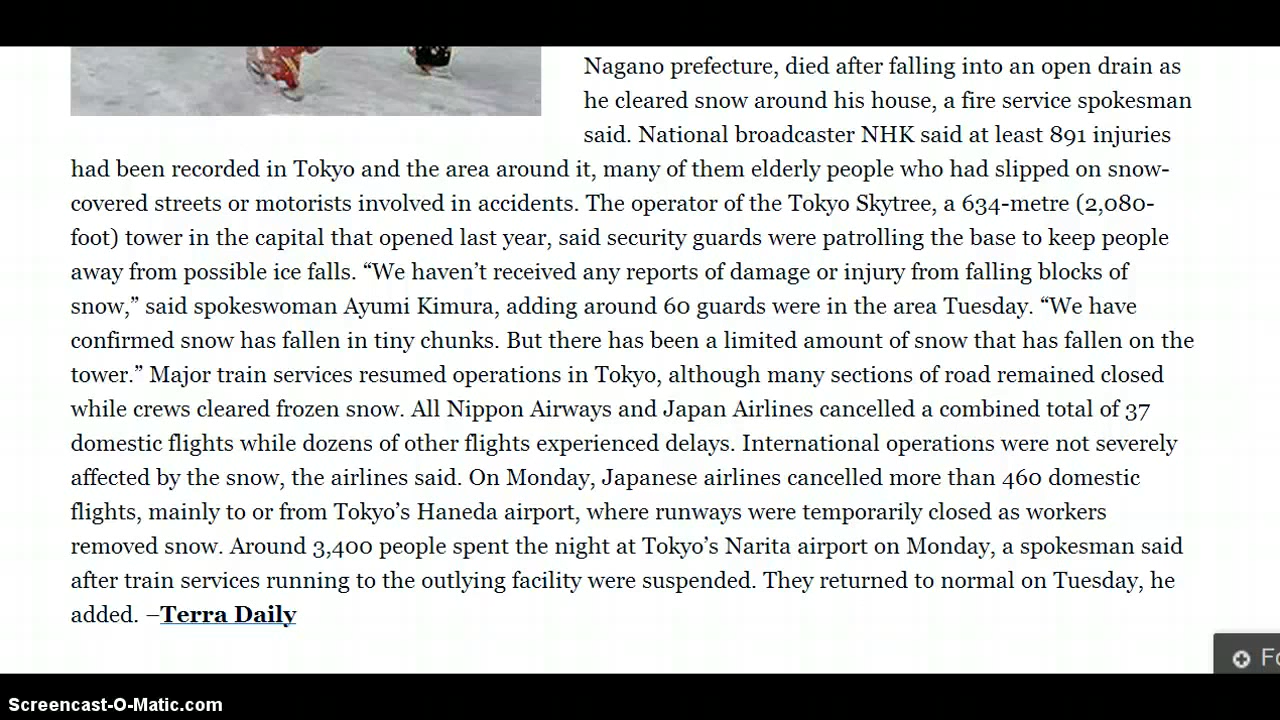 Nagano prefecture, died after falling into an open drain as
he cleared snow around his house, a fire service spokesman
said. National broadcaster NHK said at least 891 injuries
had been recorded in Tokyo and the area around it, many of them elderly people who had slipped on snow-
covered streets or motorists involved in accidents. The operator of the Tokyo Skytree, a 634-metre (2,080-
foot) tower in the capital that opened last year, said security guards were patrolling the base to keep people
away from possible ice falls. “We haven’t received any reports of damage or injury from falling blocks of
snow,” said spokeswoman Ayumi Kimura, adding around 60 guards were in the area Tuesday. “We have
confirmed snow has fallen in tiny chunks. But there has been a limited amount of snow that has fallen on the
tower.” Major train services resumed operations in Tokyo, although many sections of road remained closed
while crews cleared frozen snow. All Nippon Airways and Japan Airlines cancelled a combined total of 37
domestic flights while dozens of other flights experienced delays. International operations were not severely
affected by the snow, the airlines said. On Monday, Japanese airlines cancelled more than 460 domestic
flights, mainly to or from Tokyo’s Haneda airport, where runways were temporarily closed as workers
removed snow. Around 3,400 people spent the night at Tokyo’s Narita airport on Monday, a spokesman said
after train services running to the outlying facility were suspended. They returned to normal on Tuesday, he
added. –Terra Daily
Fo
Screencast-O-Matic.com